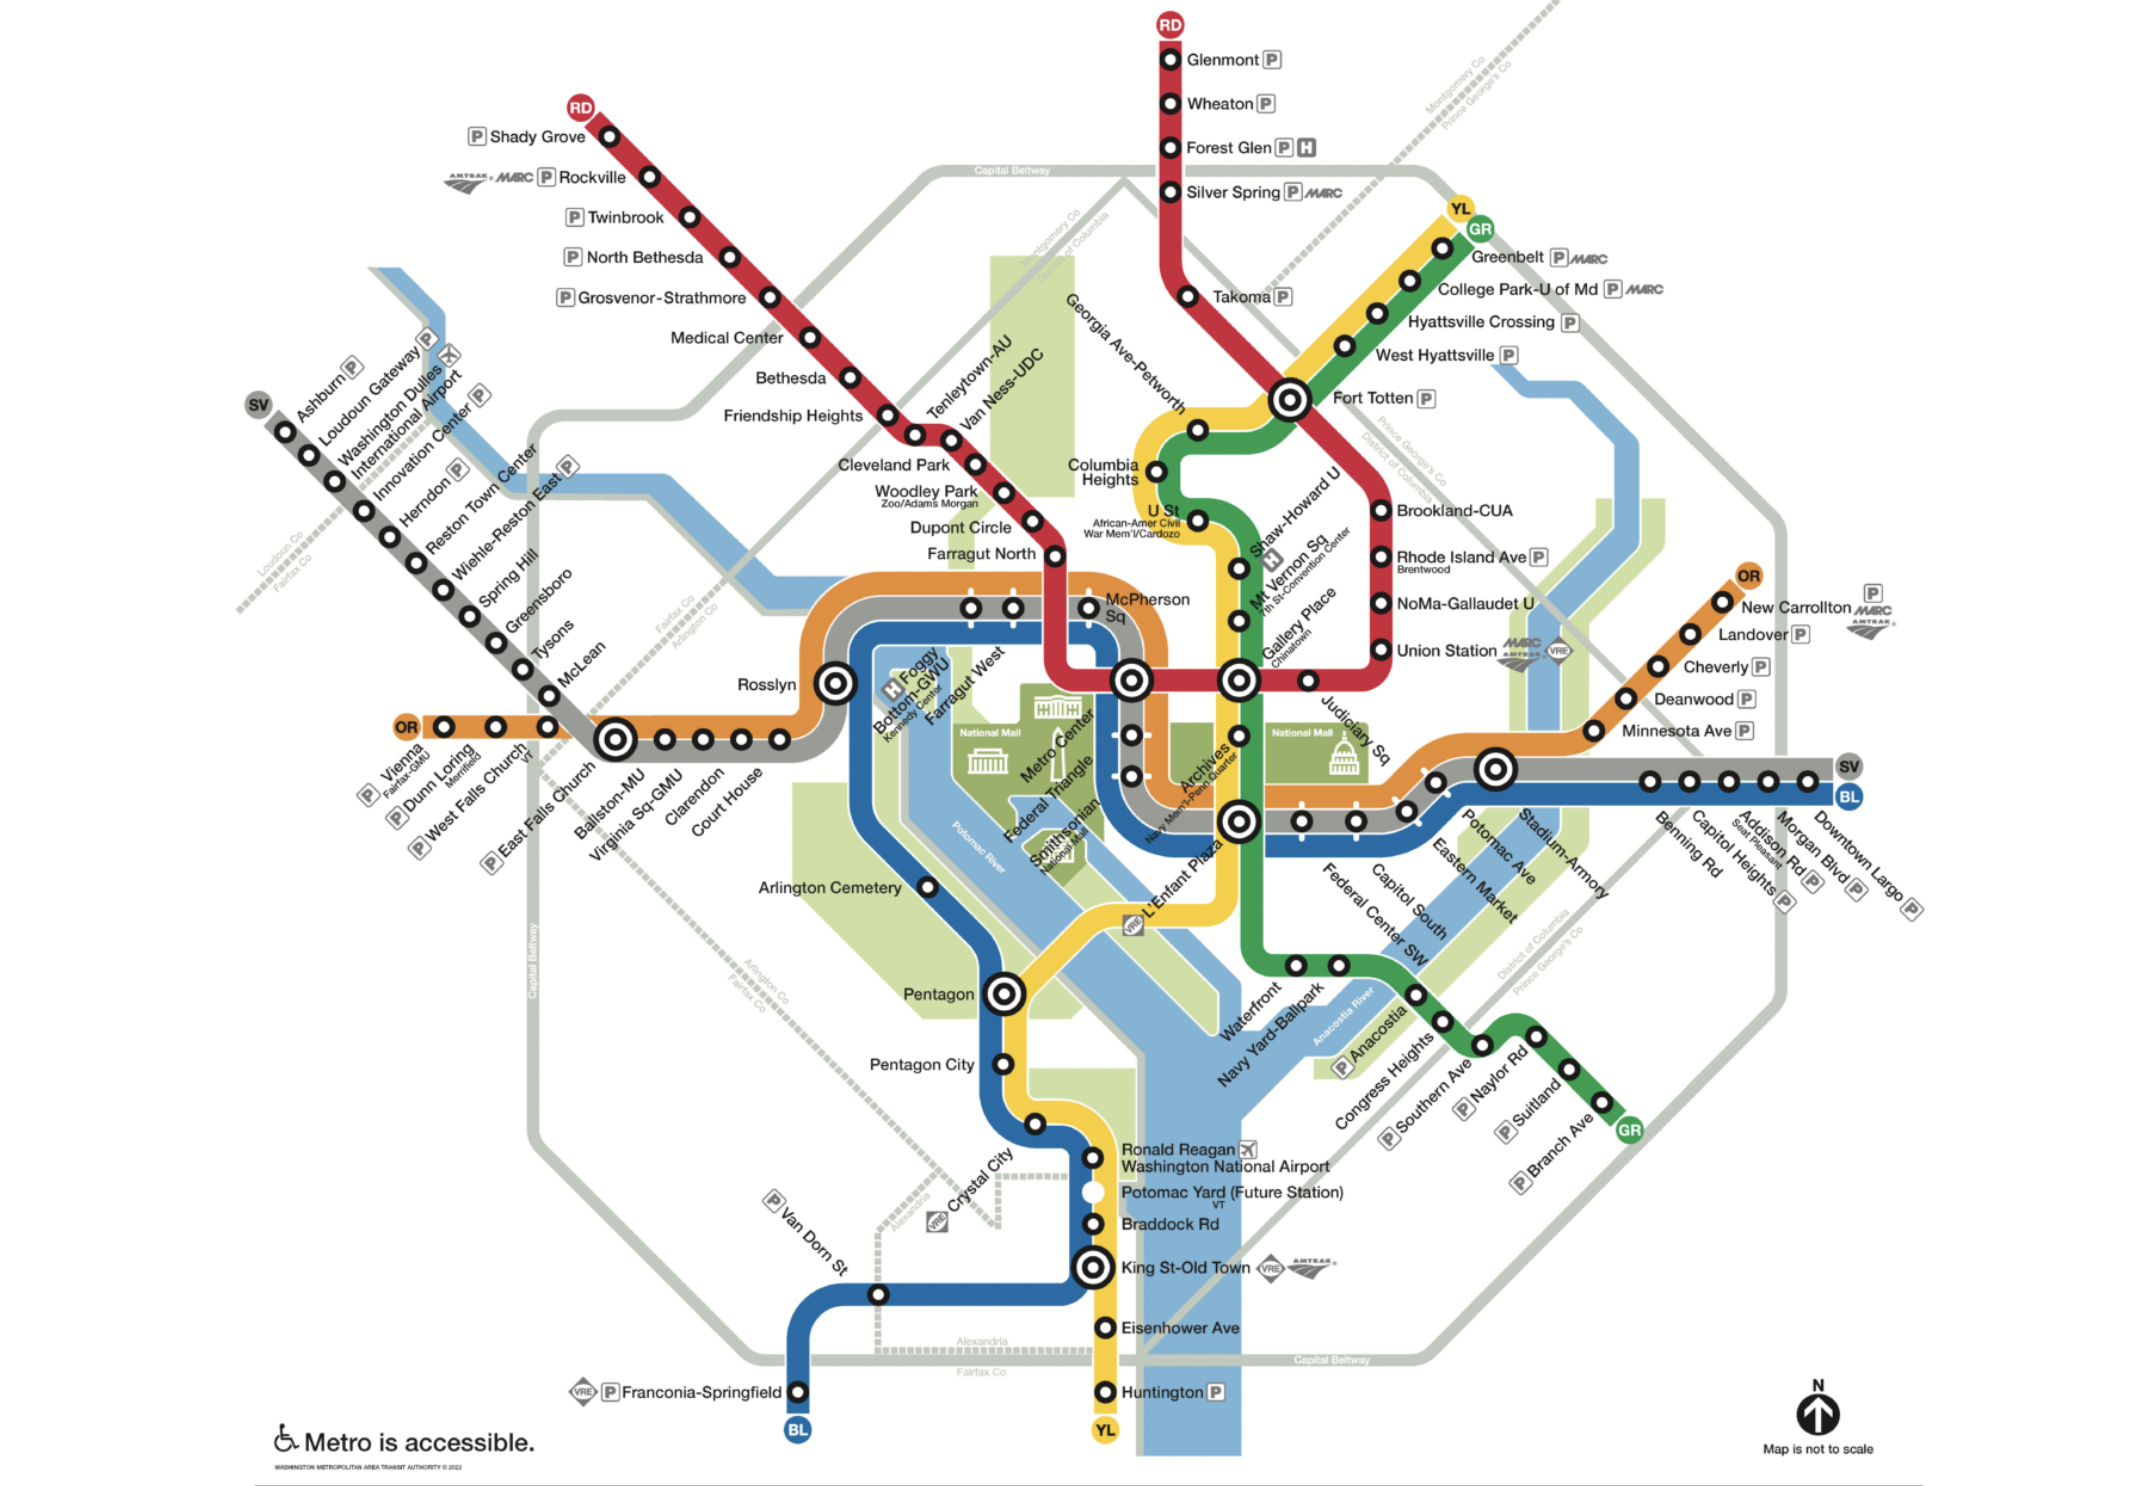 RD
Glenmont P
Wheaton P
Forest Glen P H
Silver Spring P MARC
Takoma P
RD
P Shady Grove
AMTRAK MARC P Rockville
P Twinbrook
P North Bethesda
P Grosvenor-Strathmore
Medical Center
Bethesda
Friendship Heights
Tenleytown-AU
Van Ness-UDC
Cleveland Park
Woodley Park
Zoo/Adams Morgan
Dupont Circle
Farragut North
Capital Beltway
Montgomery Co
District of Columbia
Montgomery Co
Prince George's Co
YL
GR
Greenbelt P MARC
College Park-U of Md P MARC
Hyattsville Crossing P
West Hyattsville P
Fort Totten P
Prince George's Co
District of Columbia
Georgia Ave-Petworth
Columbia
Heights
U St
African-Amer Civil
War Mem'l/Cardozo
Shaw-Howard U
H
Mt Vernon Sq
7th St-Convention Center
Gallery Place
Chinatown
Brookland-CUA
Rhode Island Ave P
Brentwood
NoMa-Gallaudet U
Union Station MARC
AMTRAK VRE
Judiciary Sq
SV
Ashburn P
Loudoun Gateway P
Washington Dulles
International Airport
Innovation Center P
Herndon P
Reston Town Center
Wiehle-Reston East P
Spring Hill
Greensboro
Tysons
McLean
Loudoun Co
Fairfax Co
Fairfax Co
Arlington Co
OR
Vienna
Fairfax-GMU
P
Dunn Loring
Merrifield
P
West Falls Church
VT
P
P East Falls Church
Ballston-MU
Virginia Sq-GMU
Clarendon
Court House
Rosslyn
H Foggy
Bottom-GWU
Kennedy Center
Farragut West
McPherson
Sq
Metro Center
Federal Triangle
Smithsonian
National Mall
National Mall
National Mall
Archives
Navy Mem'l-Penn Quarter
VRE L'Enfant Plaza
Federal Center SW
Capitol South
Eastern Market
Potomac Ave
Stadium-Armory
OR
New Carrollton P
MARC
AMTRAK
Landover P
Cheverly P
Deanwood P
Minnesota Ave P
SV
BL
Benning Rd
Capitol Heights P
Addison Rd P
Seat Pleasant
Morgan Blvd P
Downtown Largo P
District of Columbia
Prince George's Co
Potomac River
Anacostia River
Waterfront
Navy Yard-Ballpark
P Anacostia
Congress Heights
P Southern Ave
P Naylor Rd
P Suitland
P Branch Ave
GR
Arlington Cemetery
Pentagon
Pentagon City
VRE Crystal City
Capital Beltway
Arlington Co
Fairfax Co
Alexandria
Ronald Reagan
Washington National Airport
Potomac Yard (Future Station)
VT
Braddock Rd
King St-Old Town VRE AMTRAK
Eisenhower Ave
Huntington P
YL
P Van Dorn St
VRE P Franconia-Springfield
BL
Alexandria
Fairfax Co
Capital Beltway
Metro is accessible.
WASHINGTON METROPOLITAN AREA TRANSIT AUTHORITY © 2022
N
Map is not to scale